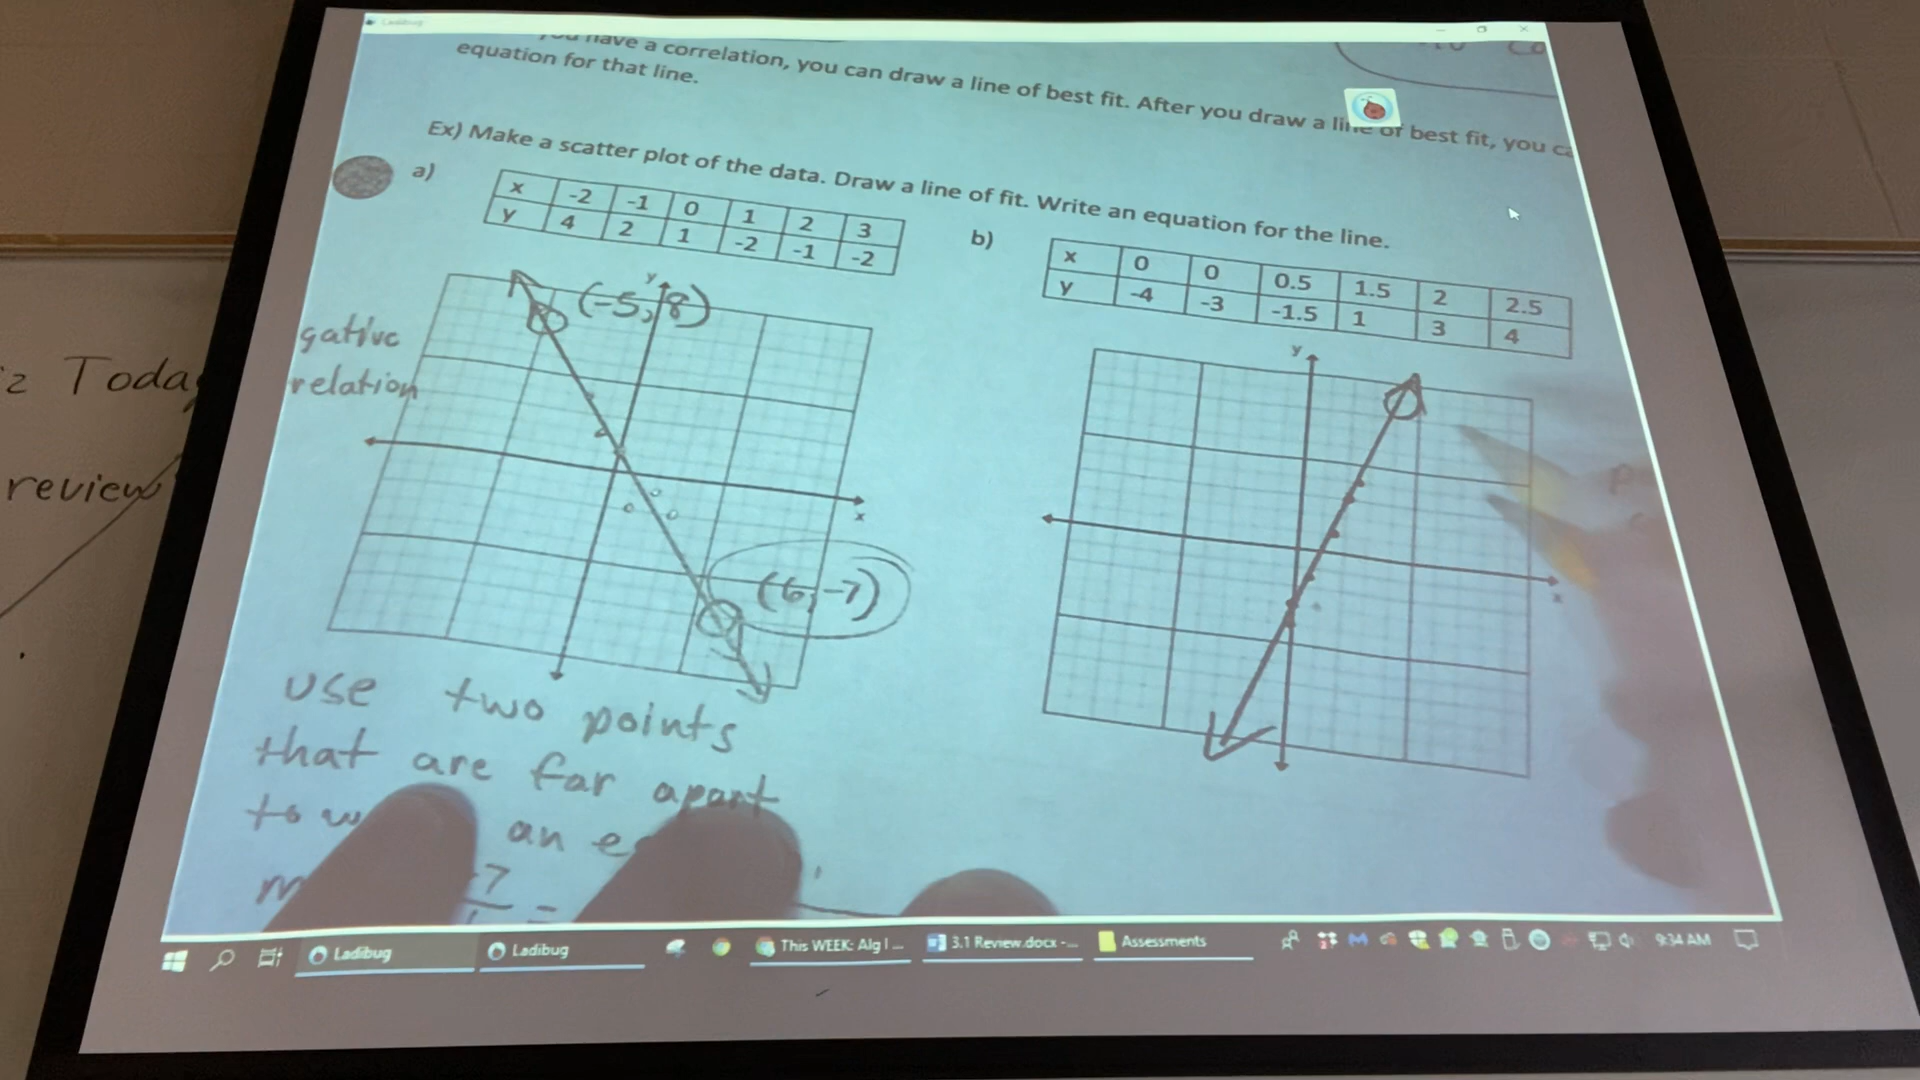 Ladibug
have a correlation, you can draw a line of best fit. After you draw a line of best fit, you
equation for that line.
Ex) Make a scatter plot of the data. Draw a line of fit. Write an equation for the line.
a)
x -2 -1 0 1 2 3
y 4 2 1 -2 -1 -2
b)
x 0 0 0.5 1.5 2 2.5
y -4 -3 -1.5 1 3 4
y
(-5, 8)
gative
relation
x
(6, -7)
y
x
Toda
review
use two points
that are far apart
to an
m -7 =
Ladibug
Ladibug
This WEEK: Alg I ...
3.1 Review.docx -...
Assessments
9:34 AM